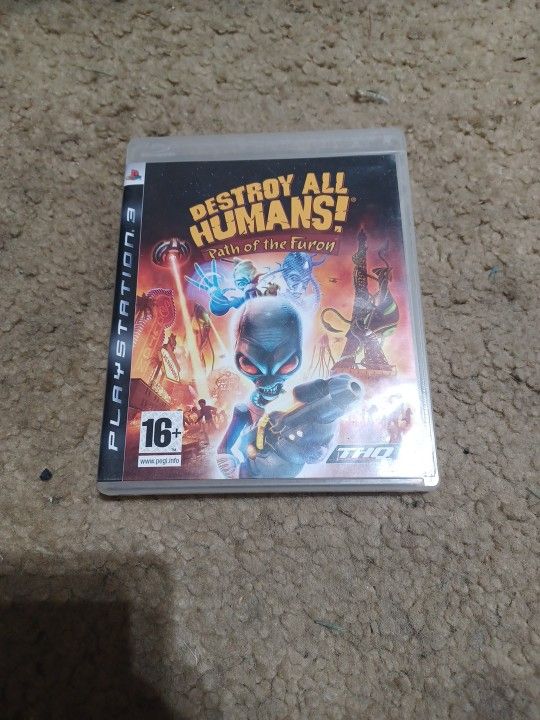 PLAYSTATION 3
DESTROY ALL
HUMANS!®
Path of the Furon
16+
www.pegi.info
THQ